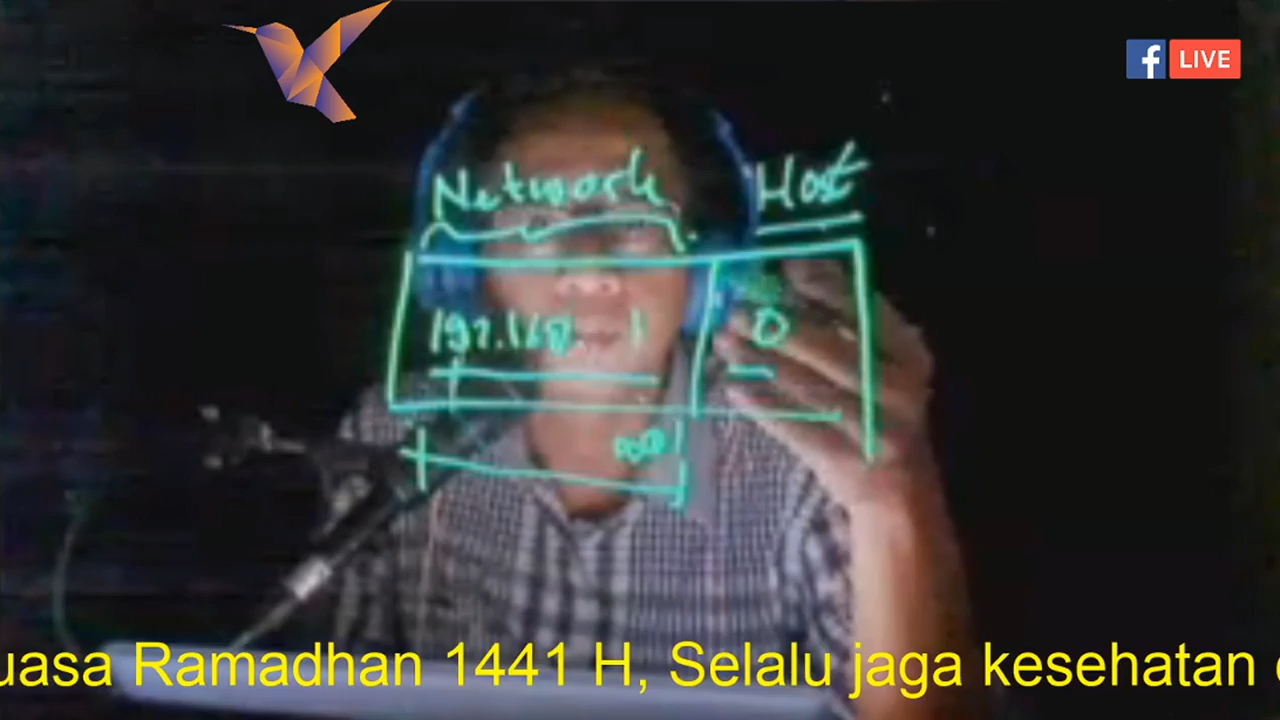 f LIVE
Network Host
192.168. 1 0
uasa Ramadhan 1441 H, Selalu jaga kesehatan